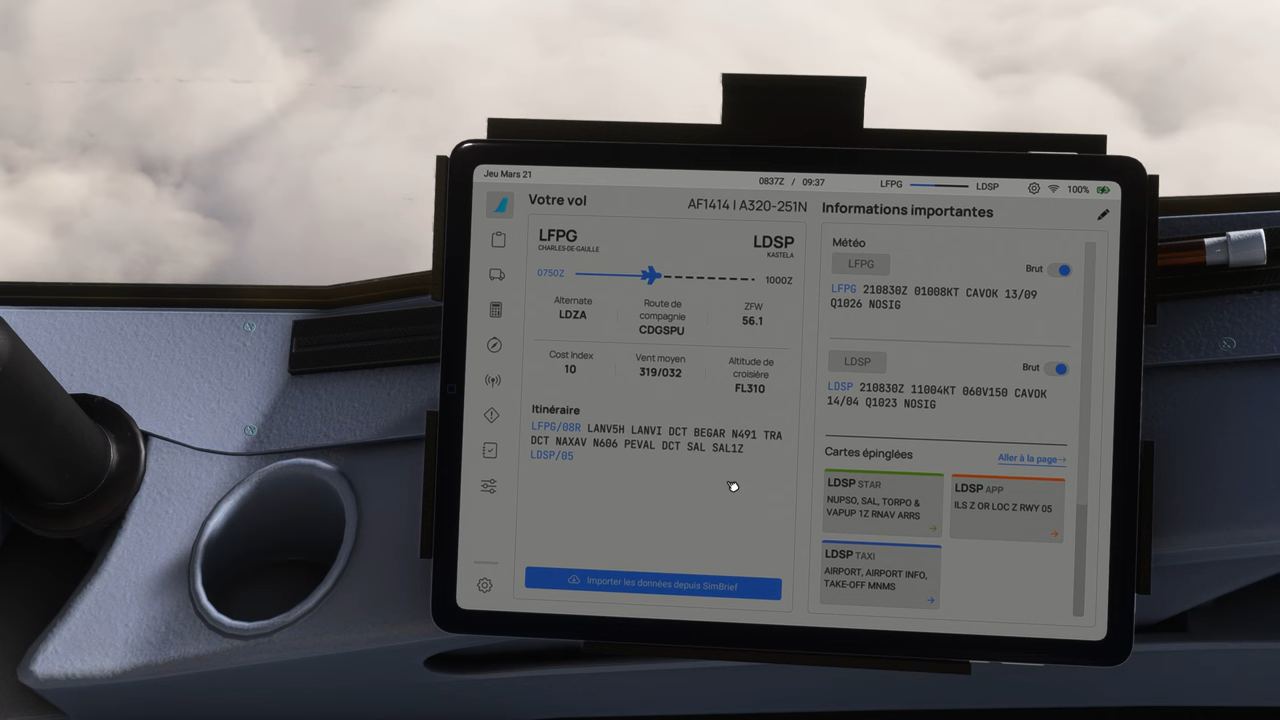 Jeu Mars 21
0837Z / 09:37
LFPG
LDSP
100%
Votre vol
AF1414 | A320-251N
LFPG
CHARLES-DE-GAULLE
LDSP
KASTELA
0750Z
1000Z
Alternate
LDZA
Route de
compagnie
CDGSPU
ZFW
56.1
Cost Index
10
Vent moyen
319/032
Altitude de
croisière
FL310
Itinéraire
LFPG/08R LANV5H LANVI DCT BEGAR N491 TRA
DCT NAXAV N606 PEVAL DCT SAL SAL1Z
LDSP/05
Importer les données depuis SimBrief
Informations importantes
Météo
LFPG
Brut
LFPG 210830Z 01008KT CAVOK 13/09
Q1026 NOSIG
LDSP
Brut
LDSP 210830Z 11004KT 060V150 CAVOK
14/04 Q1023 NOSIG
Cartes épinglées
Aller à la page→
LDSP STAR
NUPSO, SAL, TORPO &
VAPUP 1Z RNAV ARRS
LDSP APP
ILS Z OR LOC Z RWY 05
LDSP TAXI
AIRPORT, AIRPORT INFO,
TAKE-OFF MNMS